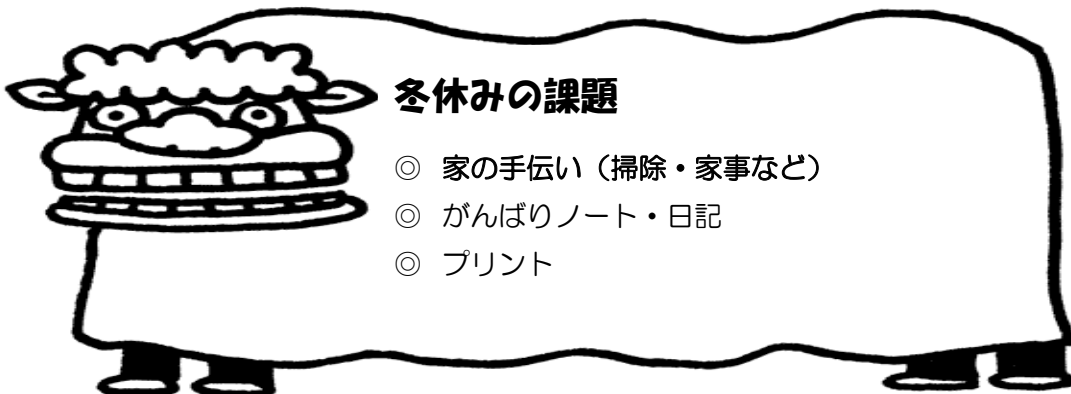 冬休みの課題
◎ 家の手伝い（掃除・家事など）
◎ がんばりノート・日記
◎ プリント